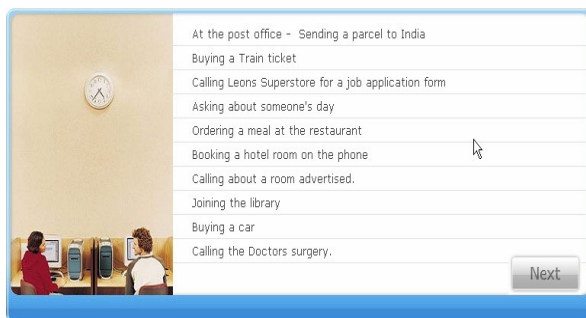 At the post office - Sending a parcel to India
Buying a Train ticket
Calling Leons Superstore for a job application form
Asking about someone's day
Ordering a meal at the restaurant
Booking a hotel room on the phone
Calling about a room advertised.
Joining the library
Buying a car
Calling the Doctors surgery.
Next